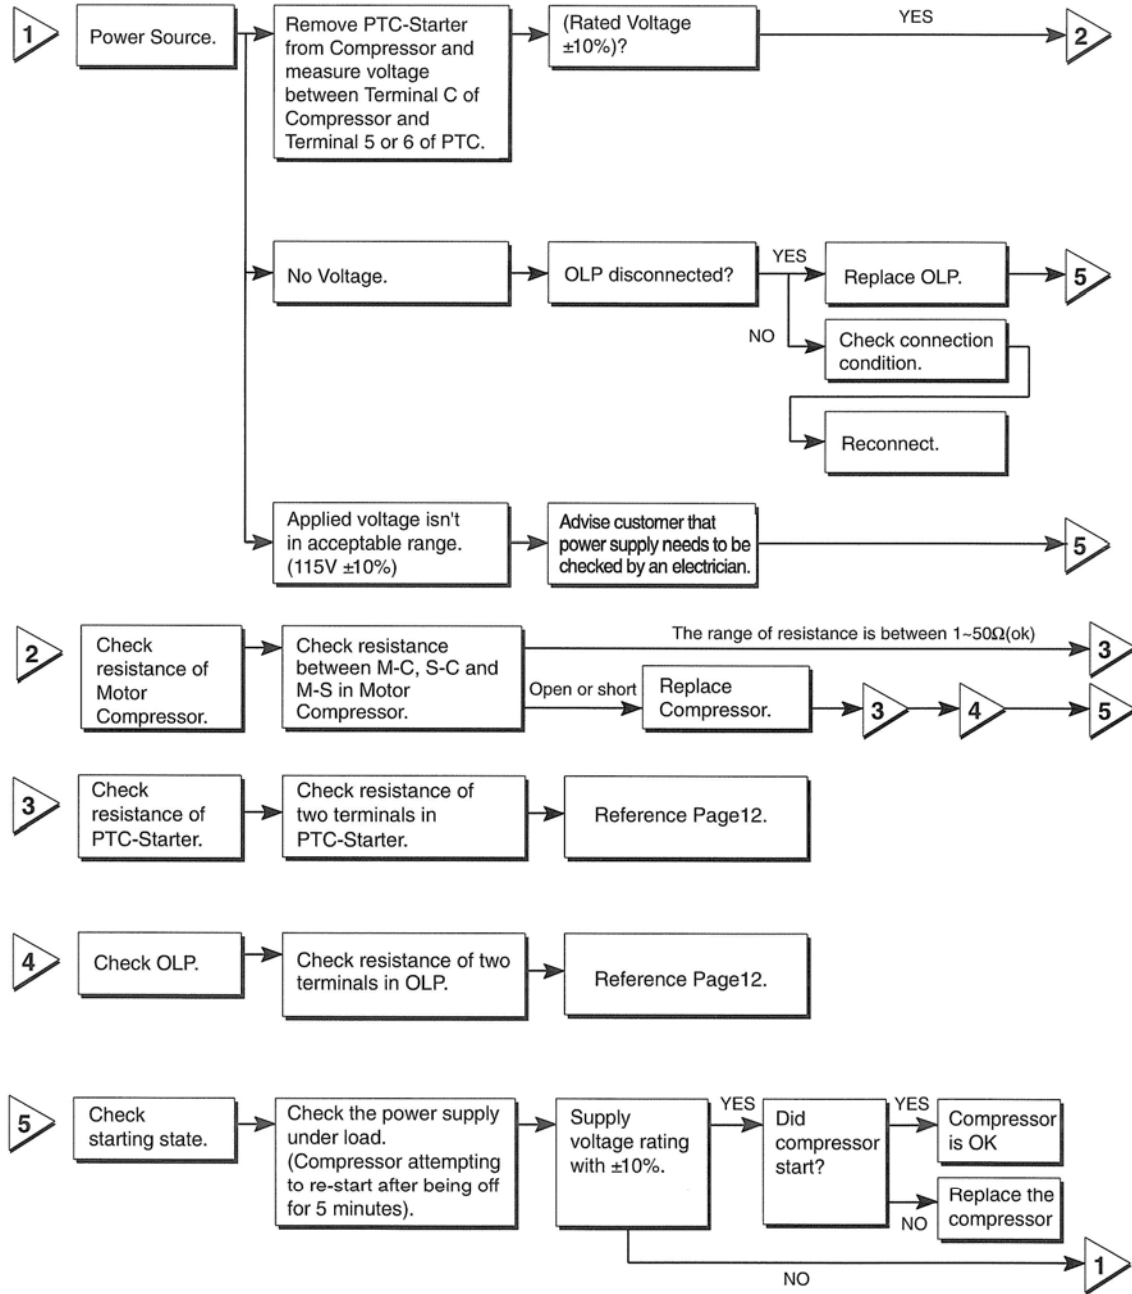 1
Power Source.
Remove PTC-Starter
from Compressor and
measure voltage
between Terminal C of
Compressor and
Terminal 5 or 6 of PTC.
(Rated Voltage
±10%)?
YES
2
No Voltage.
OLP disconnected?
YES
Replace OLP.
5
NO
Check connection
condition.
Reconnect.
Applied voltage isn't
in acceptable range.
(115V ±10%)
Advise customer that
power supply needs to be
checked by an electrician.
5
2
Check
resistance of
Motor
Compressor.
Check resistance
between M-C, S-C and
M-S in Motor
Compressor.
The range of resistance is between 1~50Ω(ok)
3
Open or short
Replace
Compressor.
3
4
5
3
Check
resistance of
PTC-Starter.
Check resistance of
two terminals in
PTC-Starter.
Reference Page12.
4
Check OLP.
Check resistance of two
terminals in OLP.
Reference Page12.
5
Check
starting state.
Check the power supply
under load.
(Compressor attempting
to re-start after being off
for 5 minutes).
Supply
voltage rating
with ±10%.
YES
Did
compressor
start?
YES
Compressor
is OK
NO
Replace the
compressor
NO
1